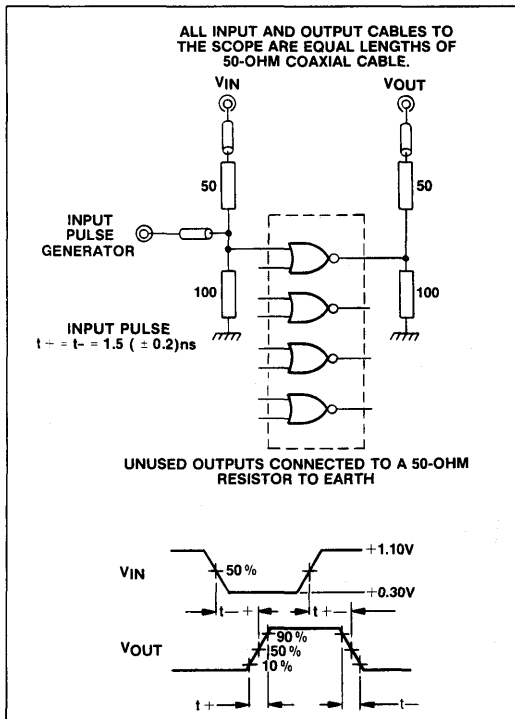 ALL INPUT AND OUTPUT CABLES TO
THE SCOPE ARE EQUAL LENGTHS OF
50-OHM COAXIAL CABLE.
VIN
VOUT
50
50
INPUT
PULSE
GENERATOR
100
100
INPUT PULSE
t + = t- = 1.5 ( ± 0.2)ns
UNUSED OUTPUTS CONNECTED TO A 50-OHM
RESISTOR TO EARTH
+1.10V
VIN
50 %
+0.30V
t- +
t + -
VOUT
90 %
50 %
10 %
t +
t-